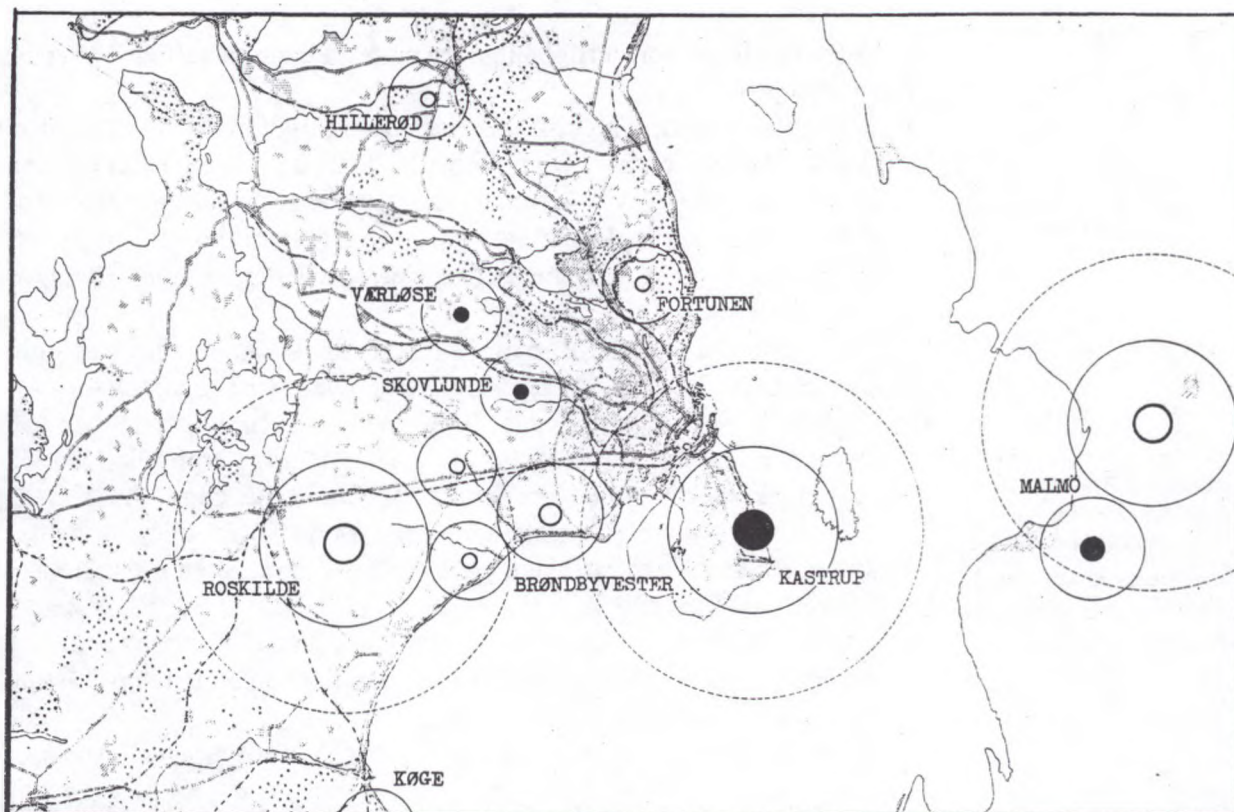 HILLERØD
VÆRLØSE
FORTUNEN
SKOVLUNDE
MALMÖ
ROSKILDE
BRØNDBYVESTER
KASTRUP
KØGE